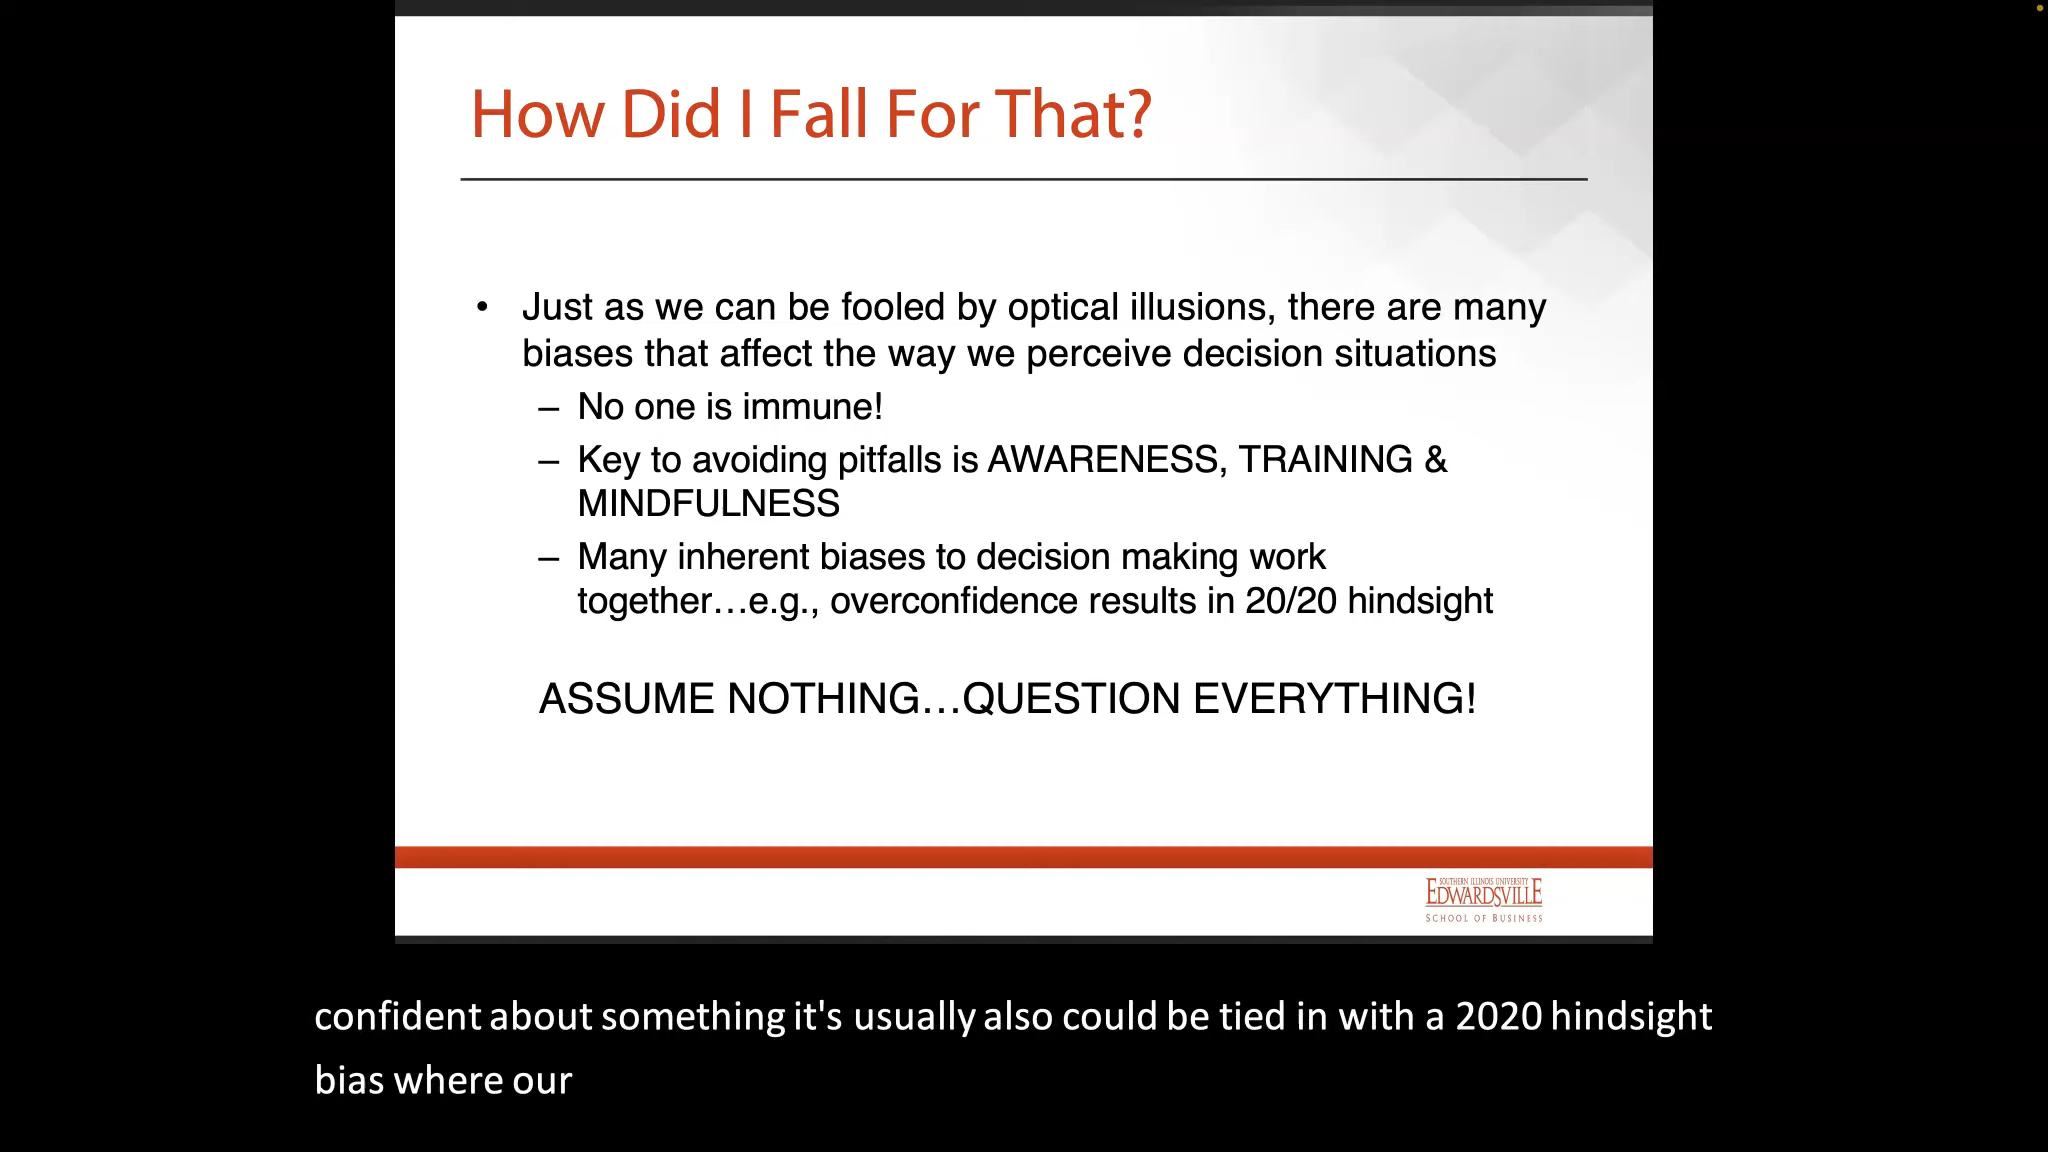 How Did I Fall For That?
• Just as we can be fooled by optical illusions, there are many
biases that affect the way we perceive decision situations
– No one is immune!
– Key to avoiding pitfalls is AWARENESS, TRAINING &
MINDFULNESS
– Many inherent biases to decision making work
together…e.g., overconfidence results in 20/20 hindsight
ASSUME NOTHING…QUESTION EVERYTHING!
SOUTHERN ILLINOIS UNIVERSITY
EDWARDSVILLE
SCHOOL OF BUSINESS
confident about something it's usually also could be tied in with a 2020 hindsight
bias where our